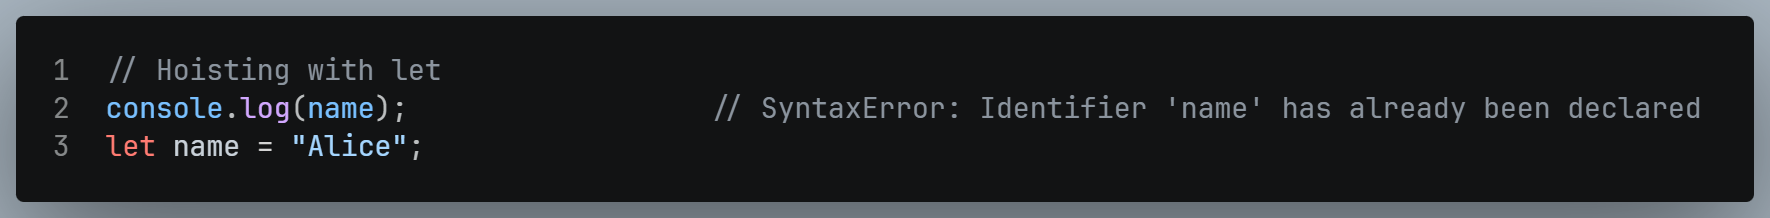 1 // Hoisting with let
2 console.log(name); // SyntaxError: Identifier 'name' has already been declared
3 let name = "Alice";